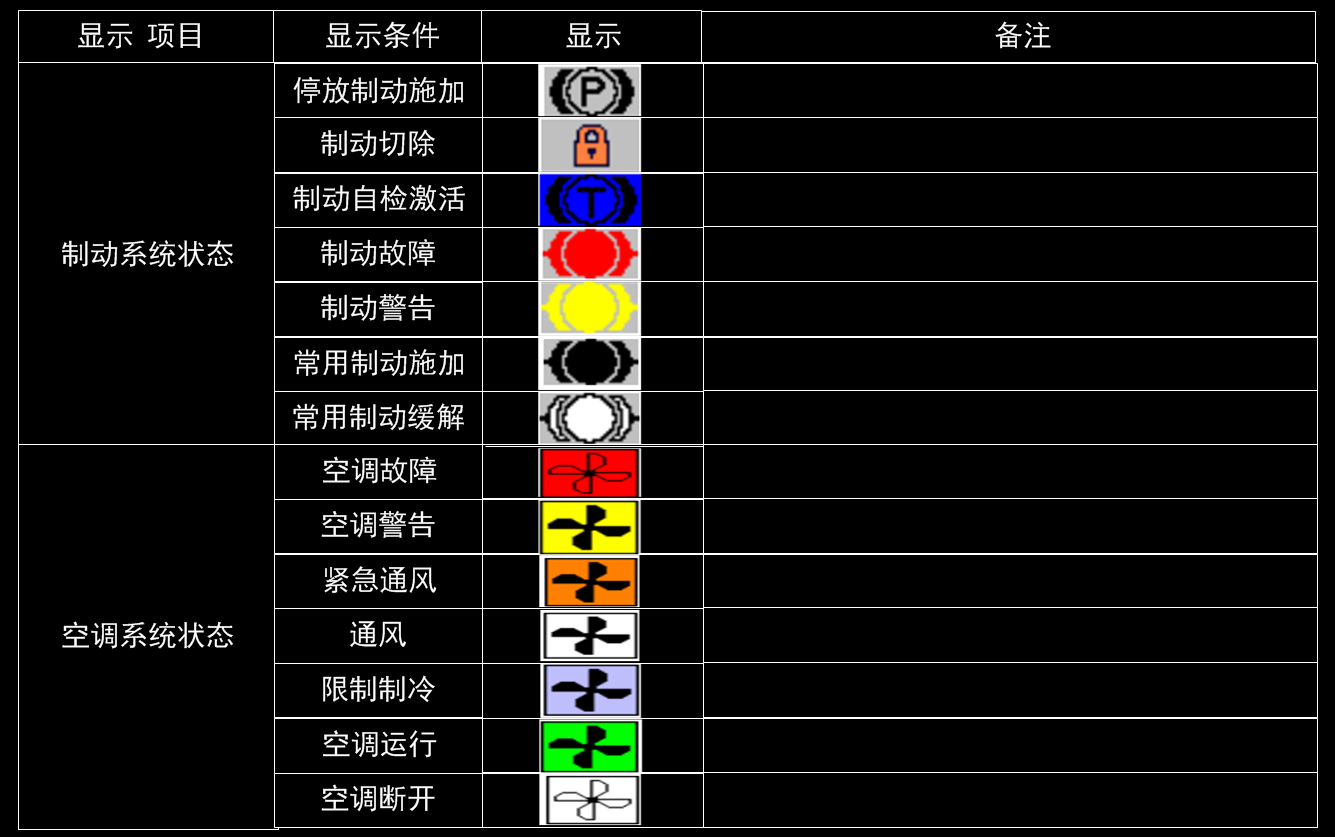 显示 项目 显示条件 显示 备注
制动系统状态
停放制动施加 P
制动切除
制动自检激活 T
制动故障
制动警告
常用制动施加
常用制动缓解
空调系统状态
空调故障
空调警告
紧急通风
通风
限制制冷
空调运行
空调断开